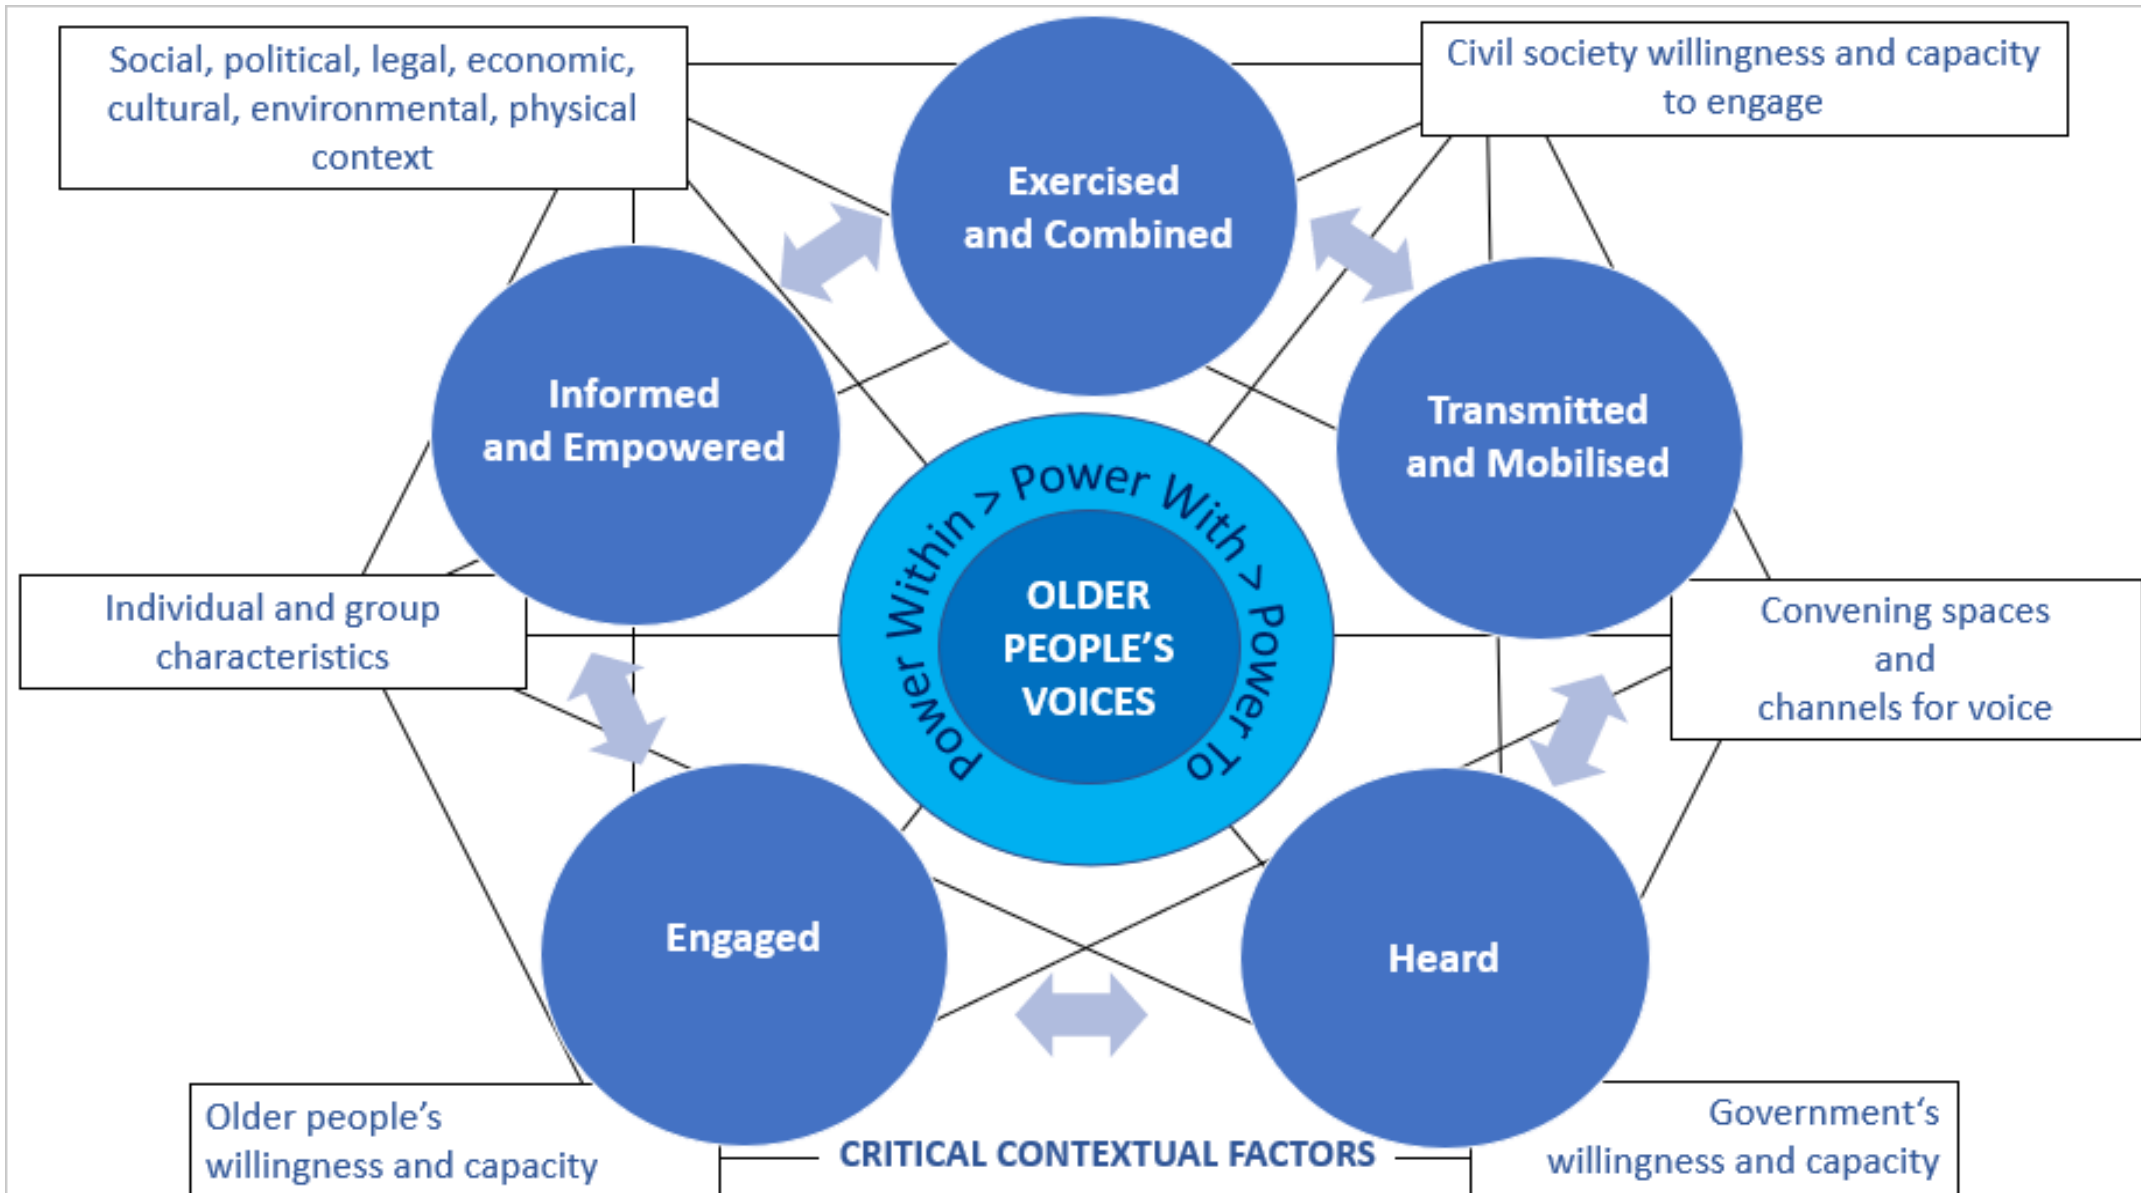 Social, political, legal, economic,
cultural, environmental, physical
context
Civil society willingness and capacity
to engage
Exercised
and Combined
Informed
and Empowered
Transmitted
and Mobilised
Power Within > Power With > Power To
OLDER
PEOPLE’S
VOICES
Individual and group
characteristics
Convening spaces
and
channels for voice
Engaged
Heard
Older people’s
willingness and capacity
CRITICAL CONTEXTUAL FACTORS
Government‘s
willingness and capacity